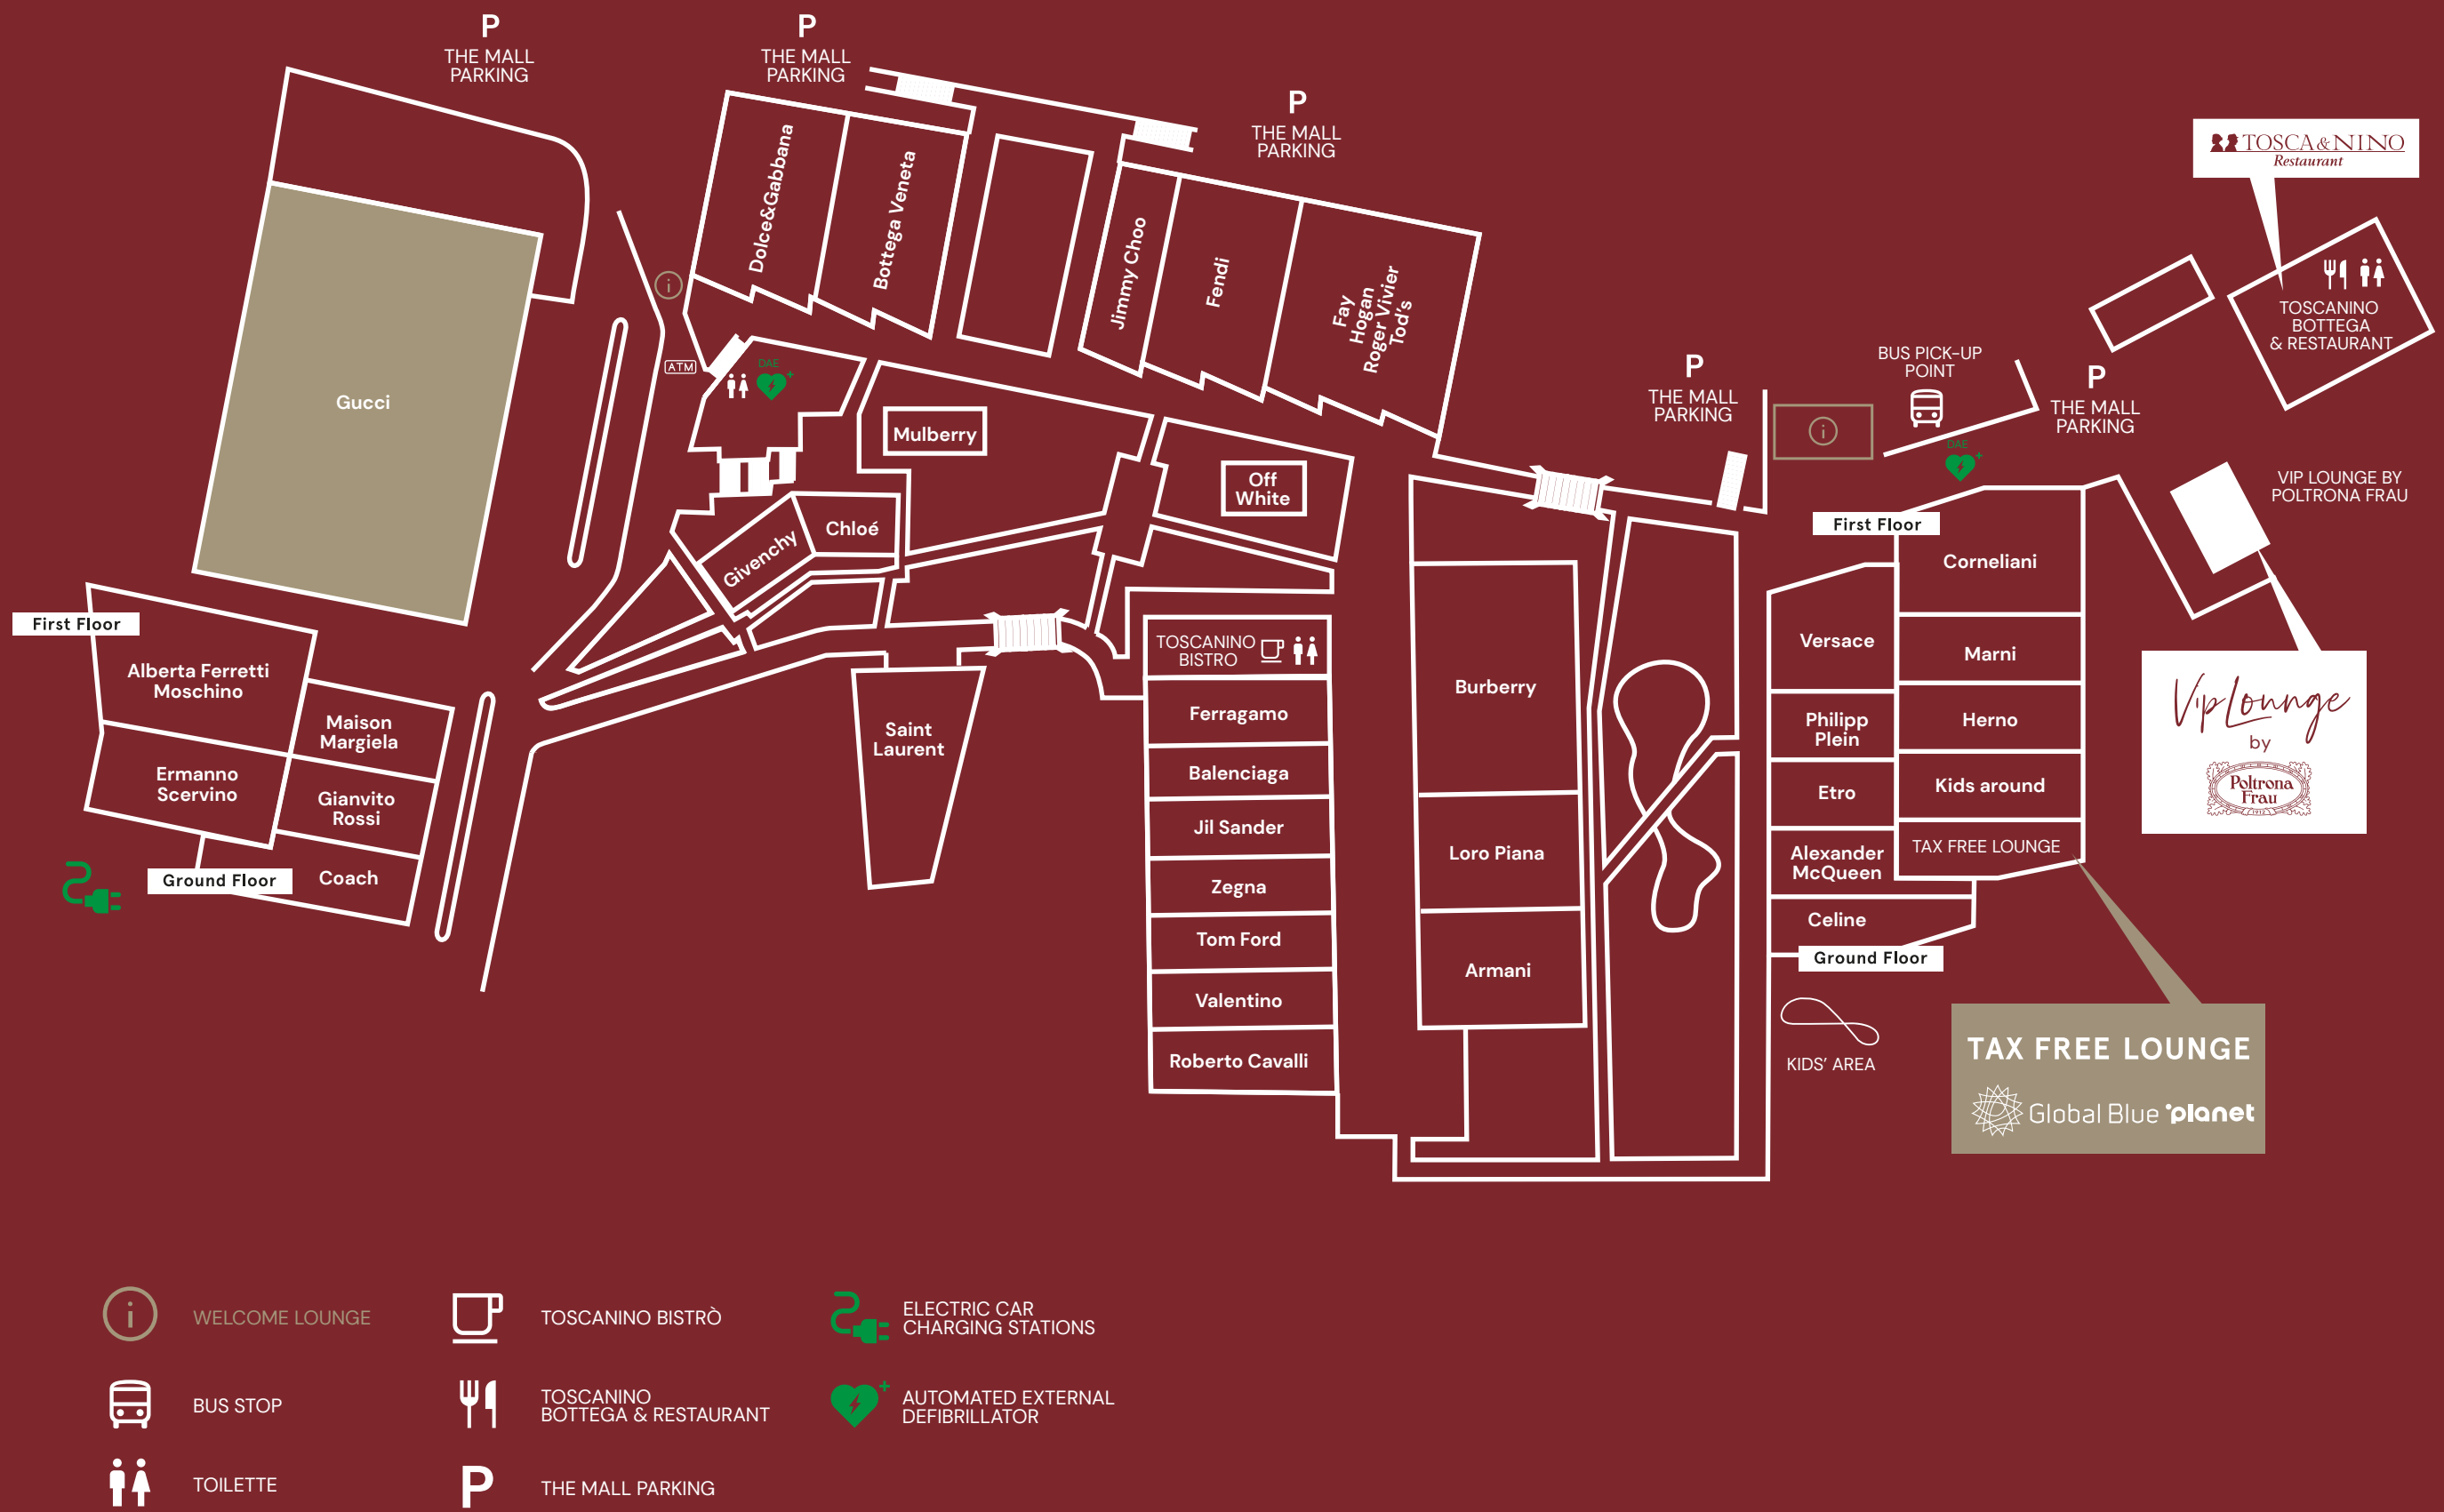 P
THE MALL
PARKING
P
THE MALL
PARKING
P
THE MALL
PARKING
TOSCA&NINO
Restaurant
Dolce&Gabbana
Bottega Veneta
Jimmy Choo
Fendi
Fay
Hogan
Roger Vivier
Tod's
i
ATM
DAE
Gucci
Mulberry
Off
White
Chloé
Givenchy
P
THE MALL
PARKING
i
BUS PICK-UP
POINT
DAE
P
THE MALL
PARKING
TOSCANINO
BOTTEGA
& RESTAURANT
VIP LOUNGE BY
POLTRONA FRAU
First Floor
Alberta Ferretti
Moschino
Maison
Margiela
Ermanno
Scervino
Gianvito
Rossi
Ground Floor
Coach
Saint
Laurent
TOSCANINO
BISTRO
Ferragamo
Balenciaga
Jil Sander
Zegna
Tom Ford
Valentino
Roberto Cavalli
Burberry
Loro Piana
Armani
First Floor
Corneliani
Versace
Marni
Philipp
Plein
Herno
Etro
Kids around
Alexander
McQueen
TAX FREE LOUNGE
Celine
Ground Floor
KIDS' AREA
Vip Lounge
by
Poltrona
Frau
1912
TAX FREE LOUNGE
Global Blue planet
i
WELCOME LOUNGE
TOSCANINO BISTRÒ
ELECTRIC CAR
CHARGING STATIONS
BUS STOP
TOSCANINO
BOTTEGA & RESTAURANT
AUTOMATED EXTERNAL
DEFIBRILLATOR
TOILETTE
P
THE MALL PARKING